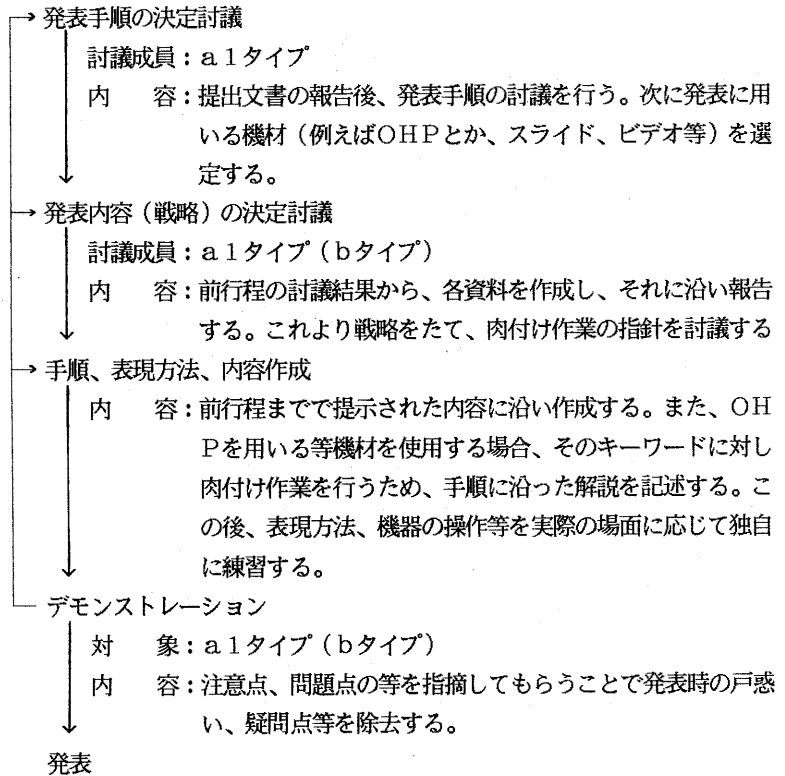 発表手順の決定討議
討議成員：a1タイプ
内　　容：提出文書の報告後、発表手順の討議を行う。次に発表に用
いる機材（例えばOHPとか、スライド、ビデオ等）を選
定する。
発表内容（戦略）の決定討議
討議成員：a1タイプ（bタイプ）
内　　容：前行程の討議結果から、各資料を作成し、それに沿い報告
する。これより戦略をたて、肉付け作業の指針を討議する
手順、表現方法、内容作成
内　　容：前行程までで提示された内容に沿い作成する。また、OH
Pを用いる等機材を使用する場合、そのキーワードに対し
肉付け作業を行うため、手順に沿った解説を記述する。こ
の後、表現方法、機器の操作等を実際の場面に応じて独自
に練習する。
デモンストレーション
対　　象：a1タイプ（bタイプ）
内　　容：注意点、問題点の等を指摘してもらうことで発表時の戸惑
い、疑問点等を除去する。
発表